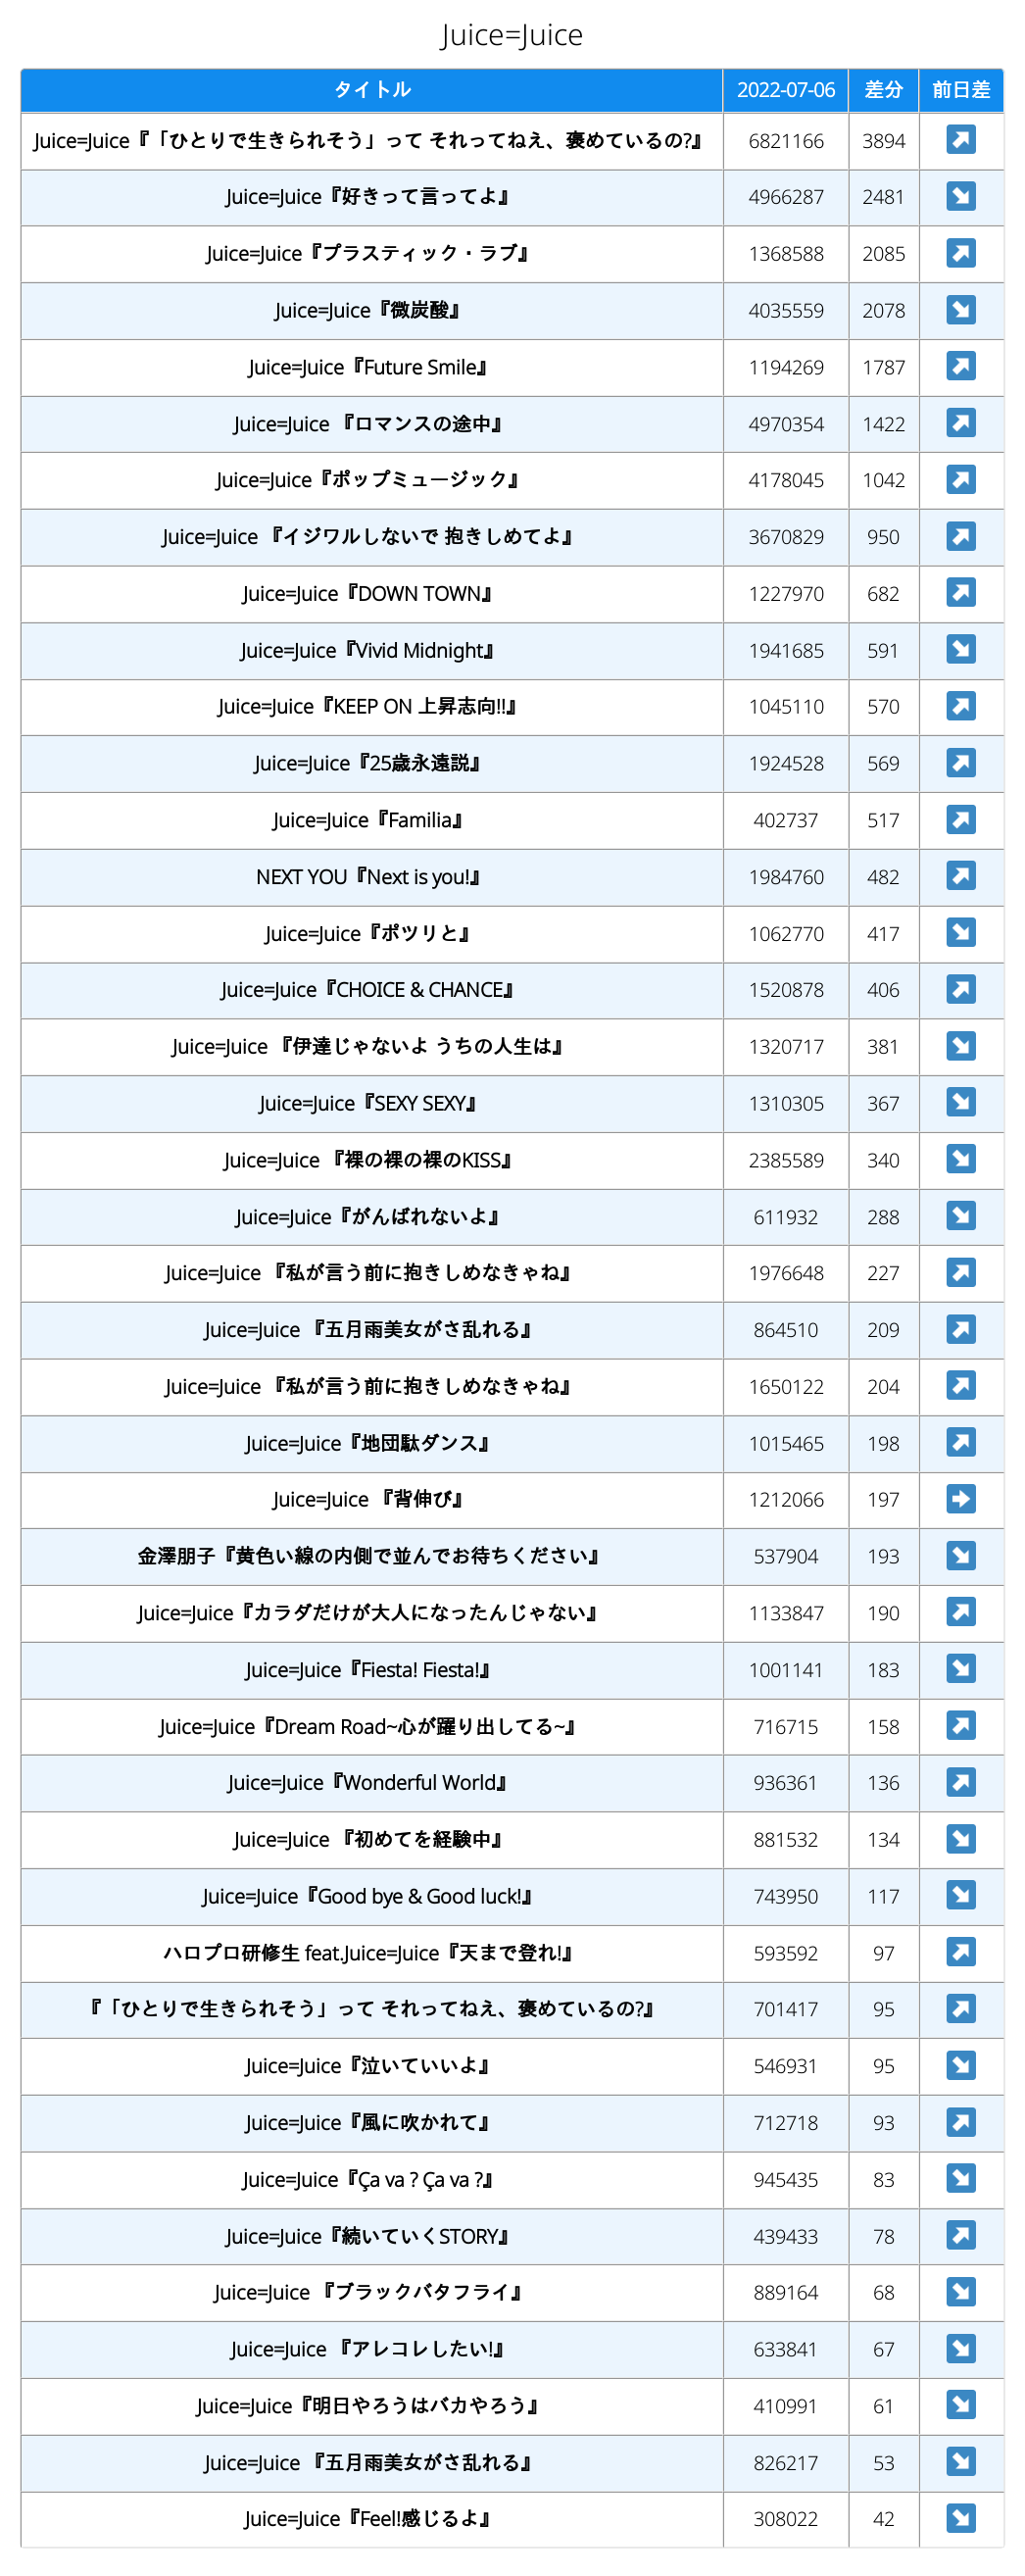 Juice=Juice
タイトル 2022-07-06 差分 前日差
Juice=Juice『「ひとりで生きられそう」って それってねえ、褒めているの?』 6821166 3894
Juice=Juice『好きって言ってよ』 4966287 2481
Juice=Juice『プラスティック・ラブ』 1368588 2085
Juice=Juice『微炭酸』 4035559 2078
Juice=Juice『Future Smile』 1194269 1787
Juice=Juice 『ロマンスの途中』 4970354 1422
Juice=Juice『ポップミュージック』 4178045 1042
Juice=Juice 『イジワルしないで 抱きしめてよ』 3670829 950
Juice=Juice『DOWN TOWN』 1227970 682
Juice=Juice『Vivid Midnight』 1941685 591
Juice=Juice『KEEP ON 上昇志向!!』 1045110 570
Juice=Juice『25歳永遠説』 1924528 569
Juice=Juice『Familia』 402737 517
NEXT YOU『Next is you!』 1984760 482
Juice=Juice『ポツリと』 1062770 417
Juice=Juice『CHOICE & CHANCE』 1520878 406
Juice=Juice 『伊達じゃないよ うちの人生は』 1320717 381
Juice=Juice『SEXY SEXY』 1310305 367
Juice=Juice 『裸の裸の裸のKISS』 2385589 340
Juice=Juice『がんばれないよ』 611932 288
Juice=Juice 『私が言う前に抱きしめなきゃね』 1976648 227
Juice=Juice 『五月雨美女がさ乱れる』 864510 209
Juice=Juice 『私が言う前に抱きしめなきゃね』 1650122 204
Juice=Juice『地団駄ダンス』 1015465 198
Juice=Juice 『背伸び』 1212066 197
金澤朋子『黄色い線の内側で並んでお待ちください』 537904 193
Juice=Juice『カラダだけが大人になったんじゃない』 1133847 190
Juice=Juice『Fiesta! Fiesta!』 1001141 183
Juice=Juice『Dream Road~心が躍り出してる~』 716715 158
Juice=Juice『Wonderful World』 936361 136
Juice=Juice 『初めてを経験中』 881532 134
Juice=Juice『Good bye & Good luck!』 743950 117
ハロプロ研修生 feat.Juice=Juice『天まで登れ!』 593592 97
『「ひとりで生きられそう」って それってねえ、褒めているの?』 701417 95
Juice=Juice『泣いていいよ』 546931 95
Juice=Juice『風に吹かれて』 712718 93
Juice=Juice『Ça va ? Ça va ?』 945435 83
Juice=Juice『続いていくSTORY』 439433 78
Juice=Juice 『ブラックバタフライ』 889164 68
Juice=Juice 『アレコレしたい!』 633841 67
Juice=Juice『明日やろうはバカやろう』 410991 61
Juice=Juice 『五月雨美女がさ乱れる』 826217 53
Juice=Juice『Feel!感じるよ』 308022 42